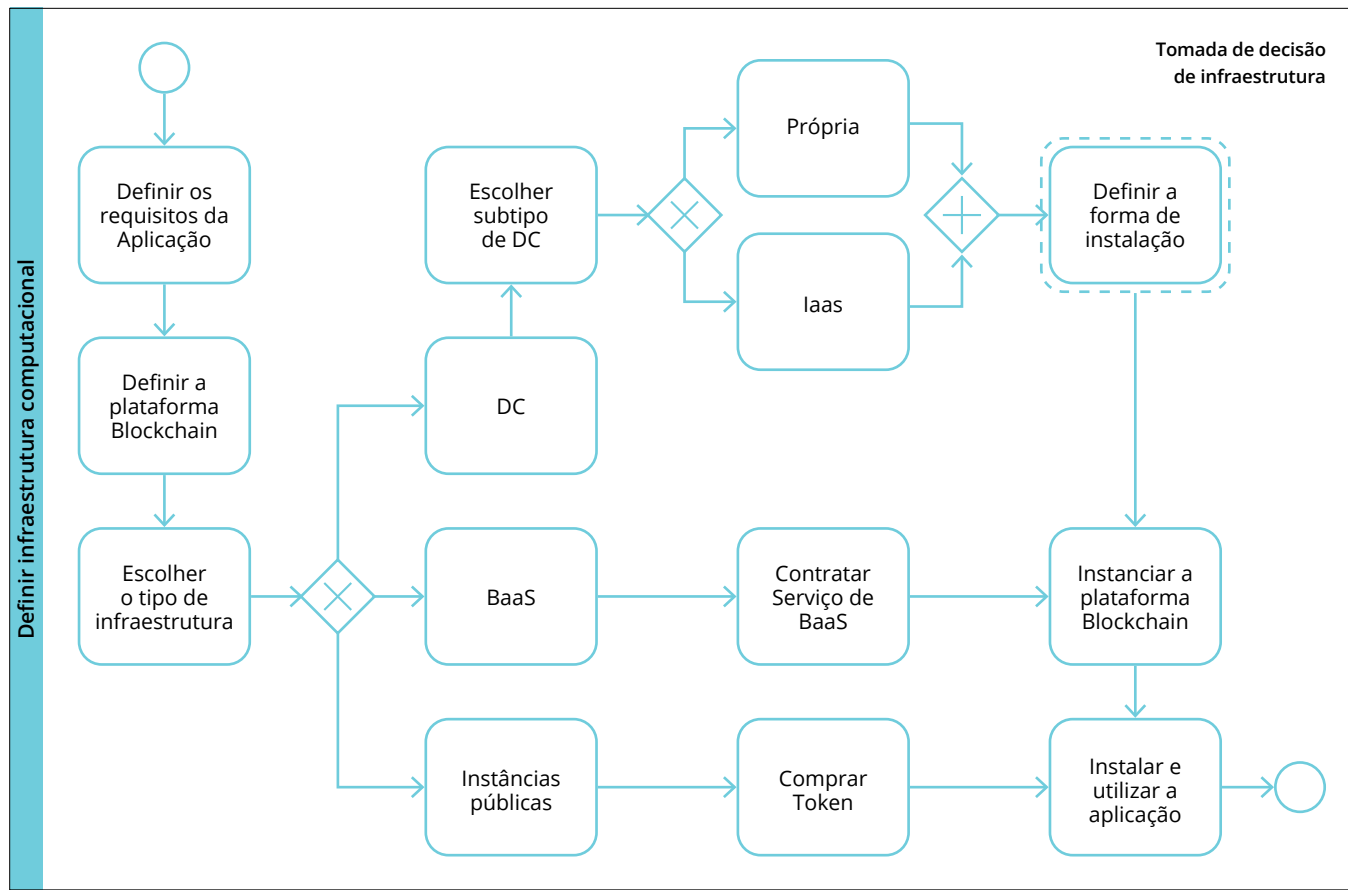 Definir infraestrutura computacional
Tomada de decisão
de infraestrutura
Definir os
requisitos da
Aplicação
Definir a
plataforma
Blockchain
Escolher
o tipo de
infraestrutura
Escolher
subtipo
de DC
DC
Própria
Iaas
Definir a
forma de
instalação
BaaS
Contratar
Serviço de
BaaS
Instanciar a
plataforma
Blockchain
Instâncias
públicas
Comprar
Token
Instalar e
utilizar a
aplicação